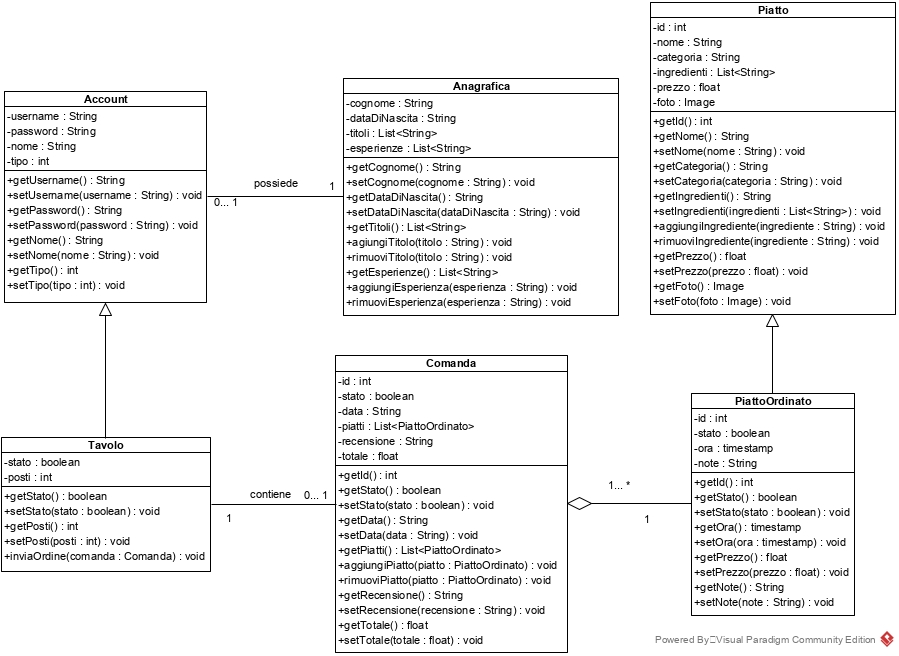 Account
-username : String
-password : String
-nome : String
-tipo : int
+getUsername() : String
+setUsername(username : String) : void
+getPassword() : String
+setPassword(password : String) : void
+getNome() : String
+setNome(nome : String) : void
+getTipo() : int
+setTipo(tipo : int) : void
possiede
0... 1
1
Anagrafica
-cognome : String
-dataDiNascita : String
-titoli : List<String>
-esperienze : List<String>
+getCognome() : String
+setCognome(cognome : String) : void
+getDataDiNascita() : String
+setDataDiNascita(dataDiNascita : String) : void
+getTitoli() : List<String>
+agiungiTitolo(titolo : String) : void
+rimuoviTitolo(titolo : String) : void
+getEsperienze() : List<String>
+aggiungiEsperienza(esperienza : String) : void
+rimuoviEsperienza(esperienza : String) : void
Piatto
-id : int
-nome : String
-categoria : String
-ingredienti : List<String>
-prezzo : float
-foto : Image
+getId() : int
+getNome() : String
+setNome(nome : String) : void
+getCategoria() : String
+setCategoria(categoria : String) : void
+getIngredienti() : String
+setIngredienti(ingredienti : List<String>) : void
+aggiungiIngrediente(ingrediente : String) : void
+rimuoviIngrediente(ingrediente : String) : void
+getPrezzo() : float
+setPrezzo(prezzo : float) : void
+getFoto() : Image
+setFoto(foto : Image) : void
Tavolo
-stato : boolean
-posti : int
+getStato() : boolean
+setStato(stato : boolean) : void
+getPosti() : int
+setPosti(posti : int) : void
+inviaOrdine(comanda : Comanda) : void
contiene
0... 1
1
Comanda
-id : int
-stato : boolean
-data : String
-piatti : List<PiattoOrdinato>
-recensione : String
-totale : float
+getId() : int
+getStato() : boolean
+setStato(stato : boolean) : void
+getData() : String
+setData(data : String) : void
+getPiatti() : List<PiattoOrdinato>
+aggiungiPiatto(piatto : PiattoOrdinato) : void
+rimuoviPiatto(piatto : PiattoOrdinato) : void
+getRecensione() : String
+setRecensione(recensione : String) : void
+getTotale() : float
+setTotale(totale : float) : void
1... *
1
PiattoOrdinato
-id : int
-stato : boolean
-ora : timestamp
-note : String
+getId() : int
+getStato() : boolean
+setStato(stato : boolean) : void
+getOra() : timestamp
+setOra(ora : timestamp) : void
+getPrezzo() : float
+setPrezzo(prezzo : float) : void
+getNote() : String
+setNote(note : String) : void
Powered By Visual Paradigm Community Edition